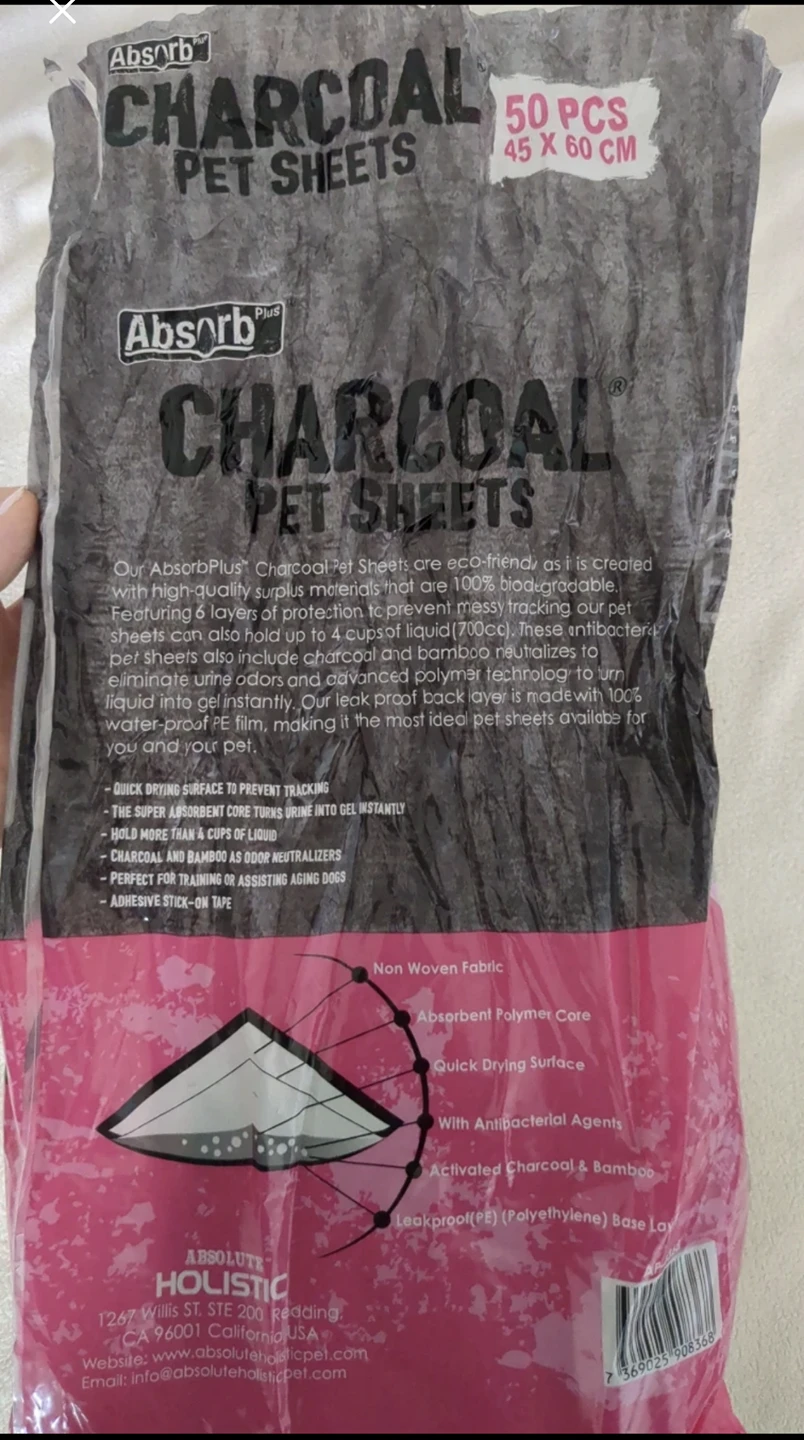 Absorb Plus
CHARCOAL
PET SHEETS
50 PCS
45 X 60 CM
Absorb Plus
CHARCOAL®
PET SHEETS
Our AbsorbPlus™ Charcoal Pet Sheets are eco-friend as it is created
with high-quality surplus materials that are 100% biodegradable.
Featuring 6 layers of protection to prevent messy tracking, our pet
sheets can also hold up to 4 cups of liquid (700cc). These antibacteri
pet sheets also include charcoal and bamboo neutralizes to
eliminate urine odors and advanced polymer technolog to turn
liquid into gel instantly. Our leak proof back layer is made with 100%
water-proof PE film, making it the most ideal pet sheets availabe for
you and your pet.
- QUICK DRYING SURFACE TO PREVENT TRACKING
- THE SUPER ABSORBENT CORE TURNS URINE INTO GEL INSTANTLY
- HOLD MORE THAN 4 CUPS OF LIQUID
- CHARCOAL AND BAMBOO AS ODOR NEUTRALIZERS
- PERFECT FOR TRAINING OR ASSISTING AGING DOGS
- ADHESIVE STICK-ON TAPE
Non Woven Fabric
Absorbent Polymer Core
Quick Drying Surface
With Antibacterial Agents
Activated Charcoal & Bamboo
Leakproof(PE) (Polyethylene) Base Lay
ABSOLUTE
HOLISTIC
1267 Willis ST. STE 200 Redding,
CA 96001 California, USA
Website: www.absoluteholisticpet.com
Email: info@absoluteholisticpet.com
7 369025 908368